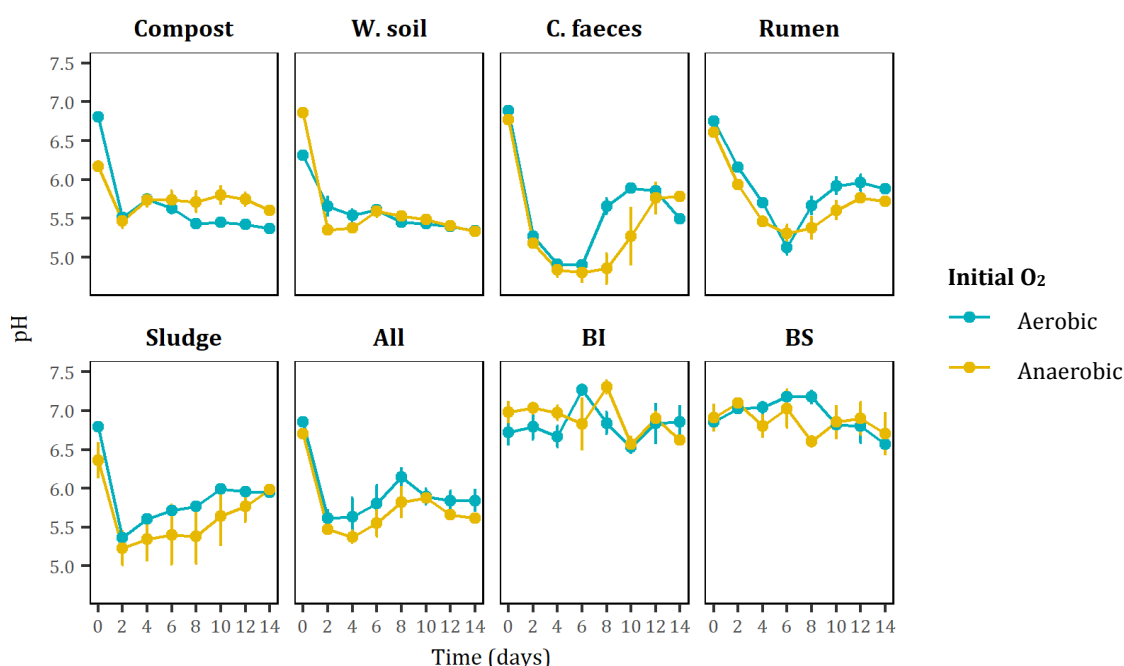 Compost W. soil C. faeces Rumen
7.5
7.0
6.5
6.0
5.5
5.0
Sludge All BI BS
7.5
7.0
6.5
6.0
5.5
5.0
0 2 4 6 8 10 12 14 0 2 4 6 8 10 12 14 0 2 4 6 8 10 12 14 0 2 4 6 8 10 12 14
pH
Time (days)
Initial O₂
Aerobic
Anaerobic